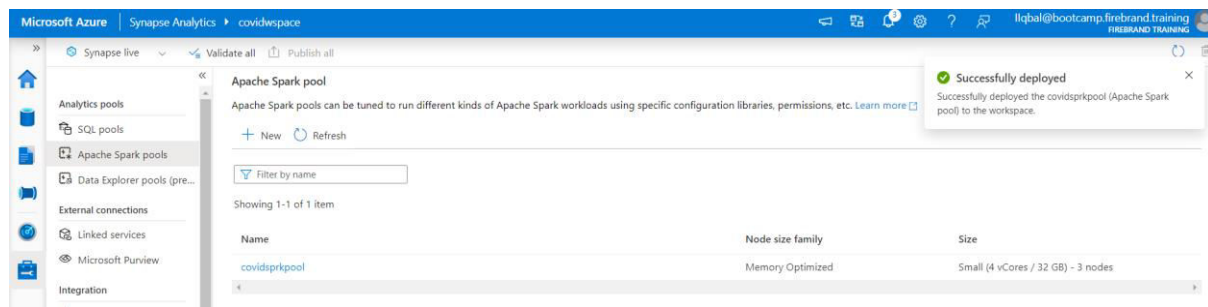 Microsoft Azure | Synapse Analytics ▸ covidwspace
3
?
llqbal@bootcamp.firebrand.training
FIREBRAND TRAINING
»
Synapse live
Validate all
Publish all
«
Analytics pools
SQL pools
Apache Spark pools
Data Explorer pools (pre...
External connections
Linked services
Microsoft Purview
Integration
Apache Spark pool
Apache Spark pools can be tuned to run different kinds of Apache Spark workloads using specific configuration libraries, permissions, etc. Learn more
+ New Refresh
Filter by name
Showing 1-1 of 1 item
Name Node size family Size
covidsprkpool Memory Optimized Small (4 vCores / 32 GB) - 3 nodes
Successfully deployed
Successfully deployed the covidsprkpool (Apache Spark
pool) to the workspace.